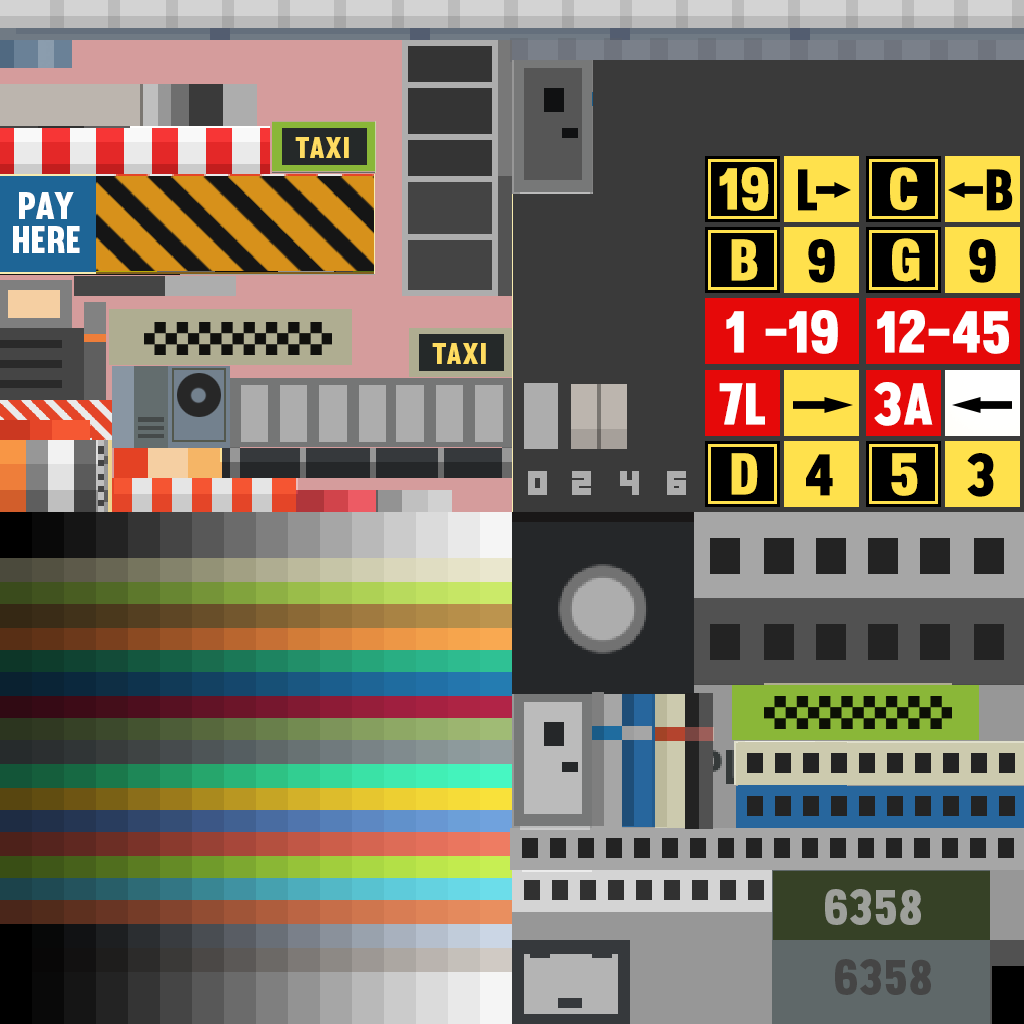 TAXI
PAY
HERE
TAXI
19 L→ C ←B
B 9 G 9
1 -19 12-45
7L → 3A ←
D 4 5 3
0 2 4 6
6358
6358